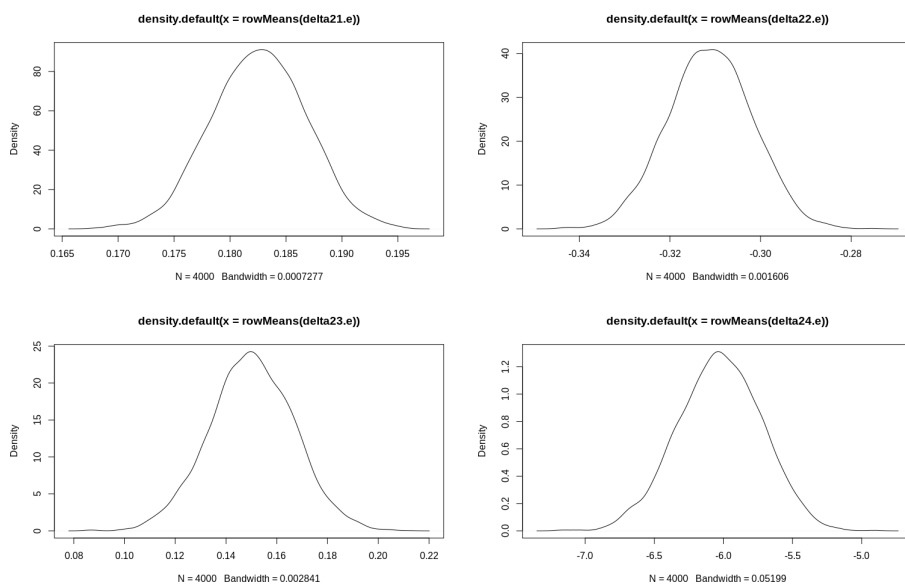 density.default(x = rowMeans(delta21.e))
density.default(x = rowMeans(delta22.e))
Density
0 20 40 60 80
0.165 0.170 0.175 0.180 0.185 0.190 0.195
N = 4000 Bandwidth = 0.0007277
Density
0 10 20 30 40
-0.34 -0.32 -0.30 -0.28
N = 4000 Bandwidth = 0.001606
density.default(x = rowMeans(delta23.e))
density.default(x = rowMeans(delta24.e))
Density
0 5 10 15 20 25
0.08 0.10 0.12 0.14 0.16 0.18 0.20 0.22
N = 4000 Bandwidth = 0.002841
Density
0.0 0.2 0.4 0.6 0.8 1.0 1.2
-7.0 -6.5 -6.0 -5.5 -5.0
N = 4000 Bandwidth = 0.05199